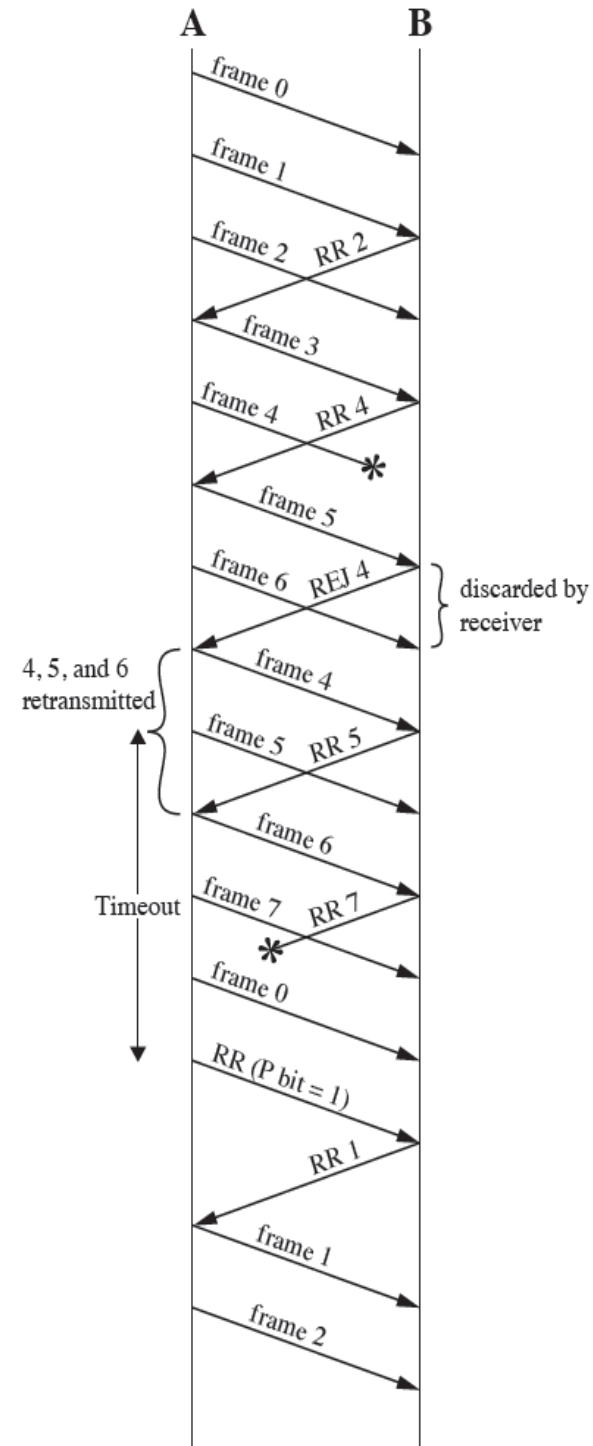 A
B
frame 0
frame 1
frame 2
RR 2
frame 3
frame 4
RR 4
*
frame 5
frame 6
REJ 4
discarded by
receiver
4, 5, and 6
retransmitted
frame 4
frame 5
RR 5
frame 6
Timeout
frame 7
RR 7
*
frame 0
RR (P bit = 1)
RR 1
frame 1
frame 2